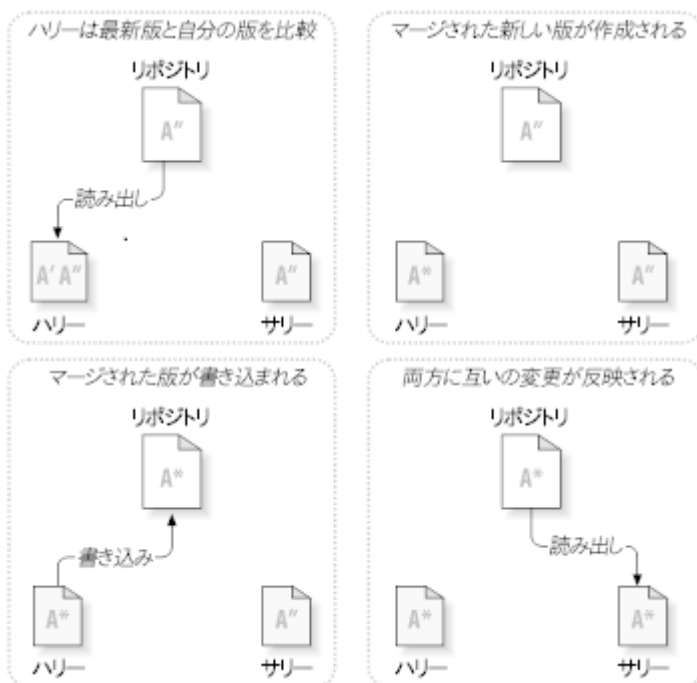 ハリーは最新版と自分の版を比較
リポジトリ
A″
読み出し
A′ A″
ハリー
A″
サリー
マージされた新しい版が作成される
リポジトリ
A″
A*
ハリー
A″
サリー
マージされた版が書き込まれる
リポジトリ
A*
書き込み
A*
ハリー
A″
サリー
両方に互いの変更が反映される
リポジトリ
A*
読み出し
A*
ハリー
A*
サリー